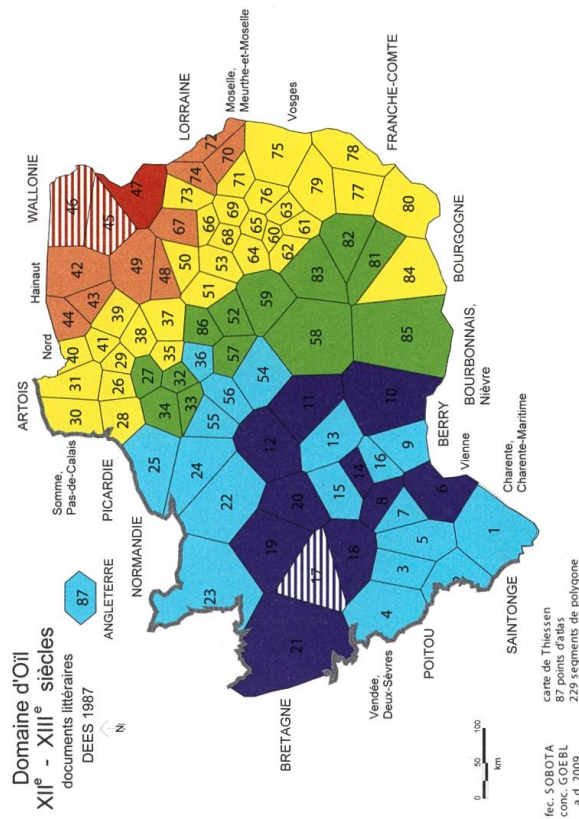 Domaine d'Oïl
XIIᵉ - XIIIᵉ siècles
documents littéraires
DEES 1987
N
87
ANGLETERRE
WALLONIE
Hainaut
Nord
ARTOIS
Somme,
Pas-de-Calais
PICARDIE
NORMANDIE
BRETAGNE
Vendée,
Deux-Sèvres
POITOU
SAINTONGE
Charente,
Charente-Maritime
Vienne
BERRY
BOURBONNAIS,
Nièvre
BOURGOGNE
FRANCHE-COMTE
Vosges
Moselle,
Meurthe-et-Moselle
LORRAINE
46
45
47
42
43
44
49
48
67
74
72
70
73
71
75
78
79
77
80
76
69
66
68
65
63
60
61
62
64
53
50
51
39
38
37
41
40
29
35
31
30
26
28
27
32
34
33
86
52
57
36
59
58
83
82
81
84
85
54
56
55
25
24
22
23
12
11
10
13
14
16
9
15
20
19
17
18
8
7
6
5
3
4
2
1
21
0 50 100
km
fec. SOBOTA
conc. GOEBL
a.d. 2009
carte de Thiessen
87 points d'atlas
229 segments de polygone